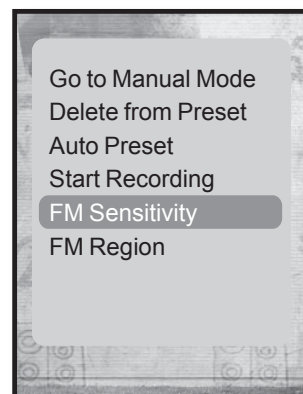 Go to Manual Mode
Delete from Preset
Auto Preset
Start Recording
FM Sensitivity
FM Region